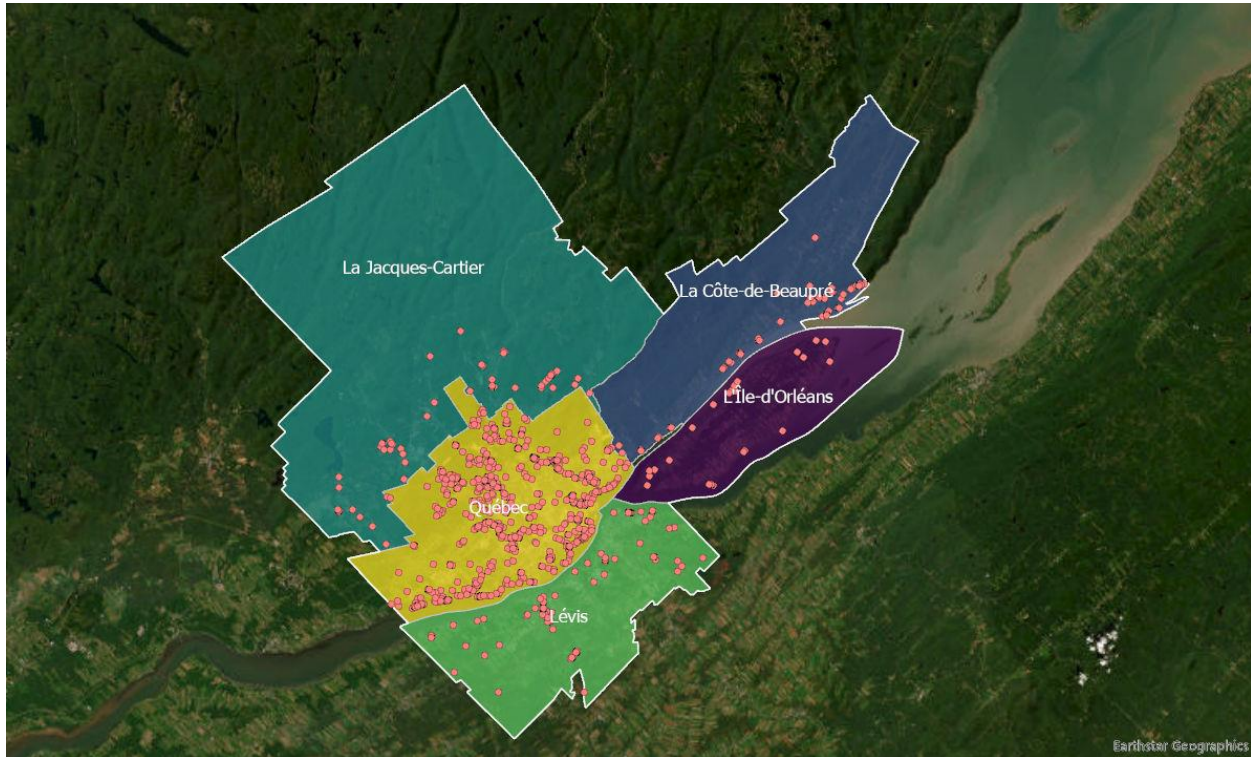 La Jacques-Cartier
La Côte-de-Beaupré
L'Île-d'Orléans
Québec
Lévis
Earthstar Geographics